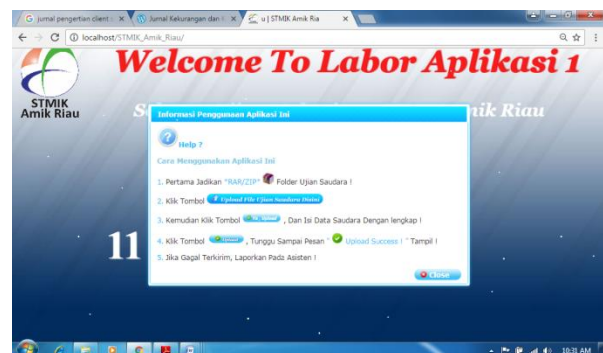 jurnal pengertian client
Jurnal Kekurangan dan
u | STMIK Amik Ria
localhost/STMIK_Amik_Riau/
Welcome To Labor Aplikasi 1
STMIK
Amik Riau
S
mik Riau
Informasi Penggunaan Aplikasi Ini
Help ?
Cara Menggunakan Aplikasi Ini
1. Pertama Jadikan "RAR/ZIP" Folder Ujian Saudara !
2. Klik Tombol Upload File Ujian Saudara Disini
3. Kemudian Klik Tombol , Dan Isi Data Saudara Dengan lengkap !
4. Klik Tombol Upload , Tunggu Sampai Pesan " Upload Success ! " Tampil !
5. Jika Gagal Terkirim, Laporkan Pada Asisten !
Close
11
10:31 AM